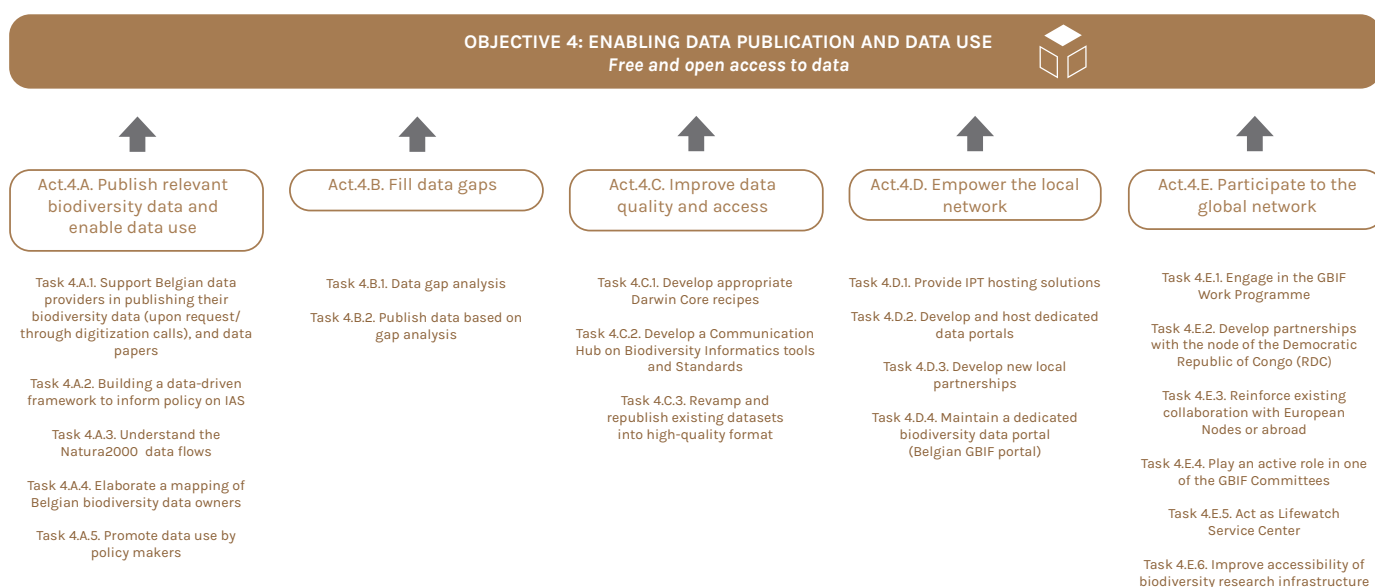 OBJECTIVE 4: ENABLING DATA PUBLICATION AND DATA USE
Free and open access to data
Act.4.A. Publish relevant
biodiversity data and
enable data use
Task 4.A.1. Support Belgian data
providers in publishing their
biodiversity data (upon request/
through digitization calls), and data
papers
Task 4.A.2. Building a data-driven
framework to inform policy on IAS
Task 4.A.3. Understand the
Natura2000 data flows
Task 4.A.4. Elaborate a mapping of
Belgian biodiversity data owners
Task 4.A.5. Promote data use by
policy makers
Act.4.B. Fill data gaps
Task 4.B.1. Data gap analysis
Task 4.B.2. Publish data based on
gap analysis
Act.4.C. Improve data
quality and access
Task 4.C.1. Develop appropriate
Darwin Core recipes
Task 4.C.2. Develop a Communication
Hub on Biodiversity Informatics tools
and Standards
Task 4.C.3. Revamp and
republish existing datasets
into high-quality format
Act.4.D. Empower the local
network
Task 4.D.1. Provide IPT hosting solutions
Task 4.D.2. Develop and host dedicated
data portals
Task 4.D.3. Develop new local
partnerships
Task 4.D.4. Maintain a dedicated
biodiversity data portal
(Belgian GBIF portal)
Act.4.E. Participate to the
global network
Task 4.E.1. Engage in the GBIF
Work Programme
Task 4.E.2. Develop partnerships
with the node of the Democratic
Republic of Congo (RDC)
Task 4.E.3. Reinforce existing
collaboration with European
Nodes or abroad
Task 4.E.4. Play an active role in one
of the GBIF Committees
Task 4.E.5. Act as Lifewatch
Service Center
Task 4.E.6. Improve accessibility of
biodiversity research infrastructure